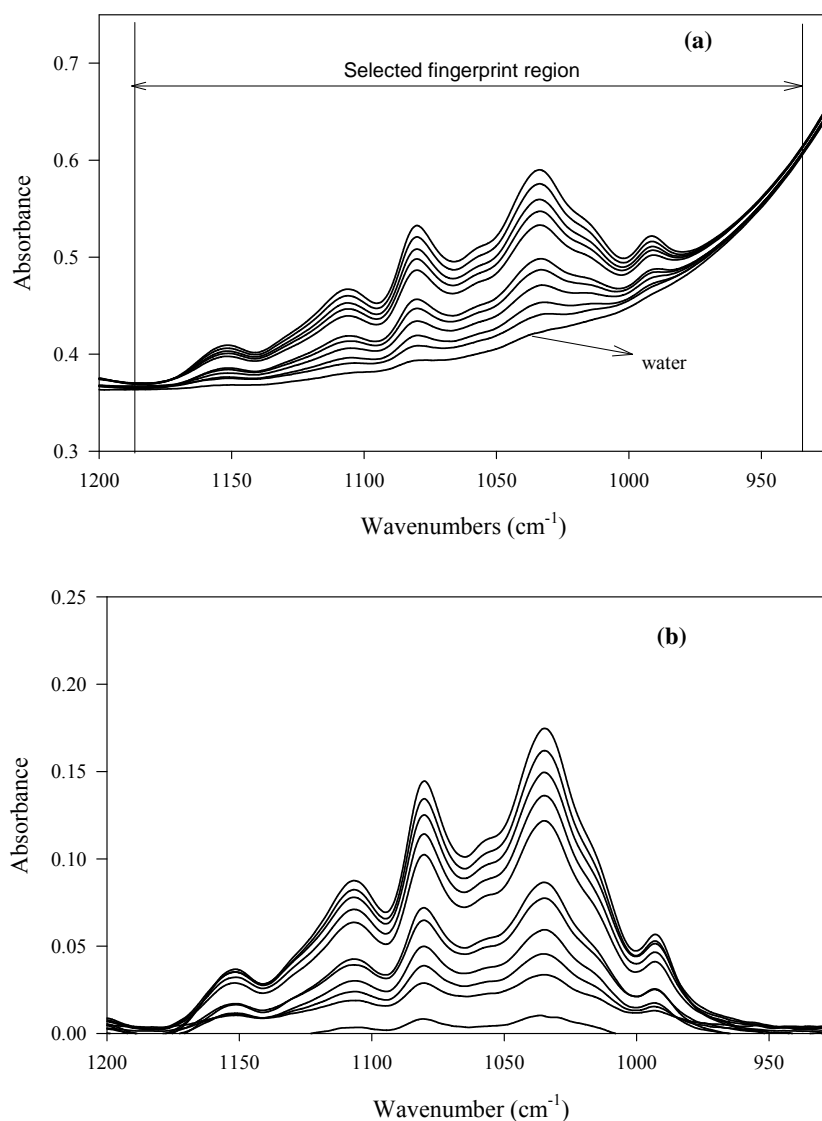 (a)
0.7
Selected fingerprint region
0.6
Absorbance
0.5
0.4
water
0.3
1200 1150 1100 1050 1000 950
Wavenumbers (cm-1)
0.25
(b)
0.20
0.15
Absorbance
0.10
0.05
0.00
1200 1150 1100 1050 1000 950
Wavenumber (cm-1)